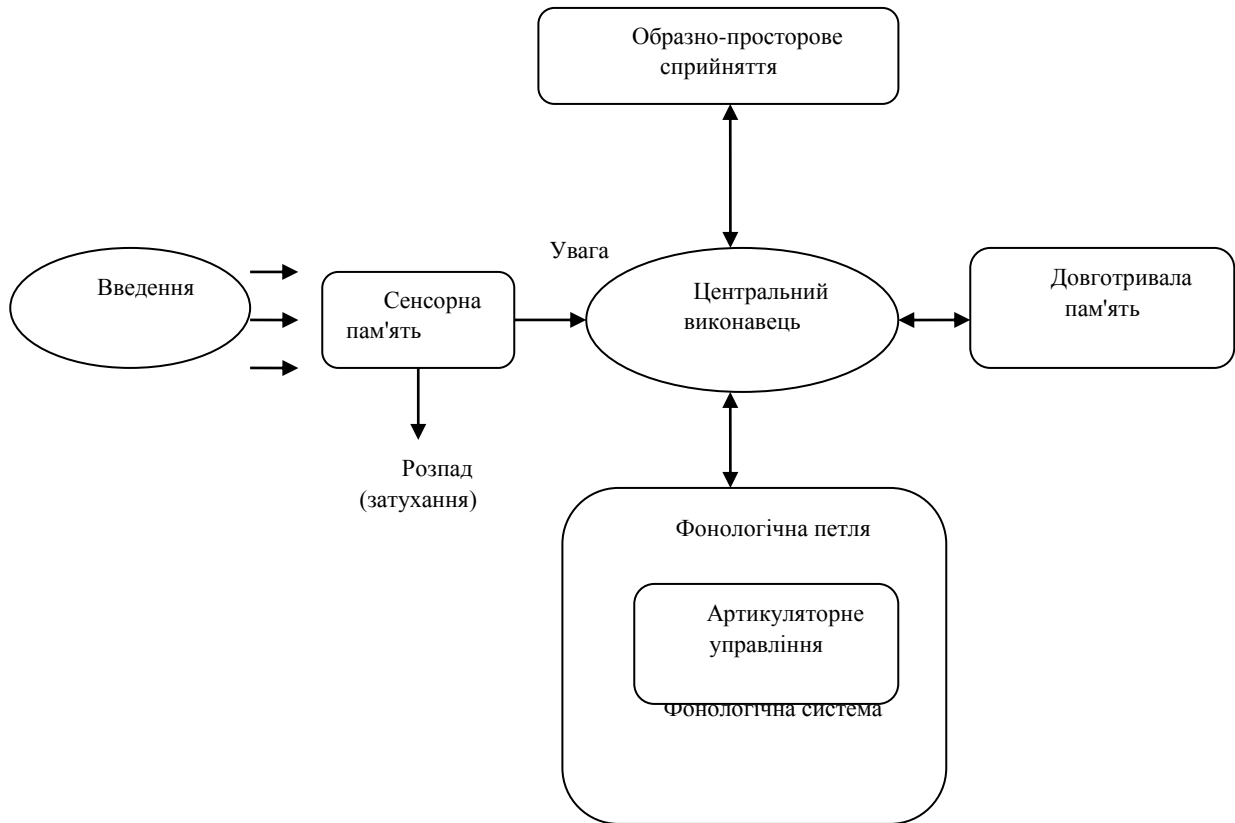 Образно-просторове
сприйняття
Увага
Введення
Сенсорна
пам'ять
Центральний
виконавець
Довготривала
пам'ять
Розпад
(затухання)
Фонологічна петля
Артикуляторне
управління
Фонологічна система